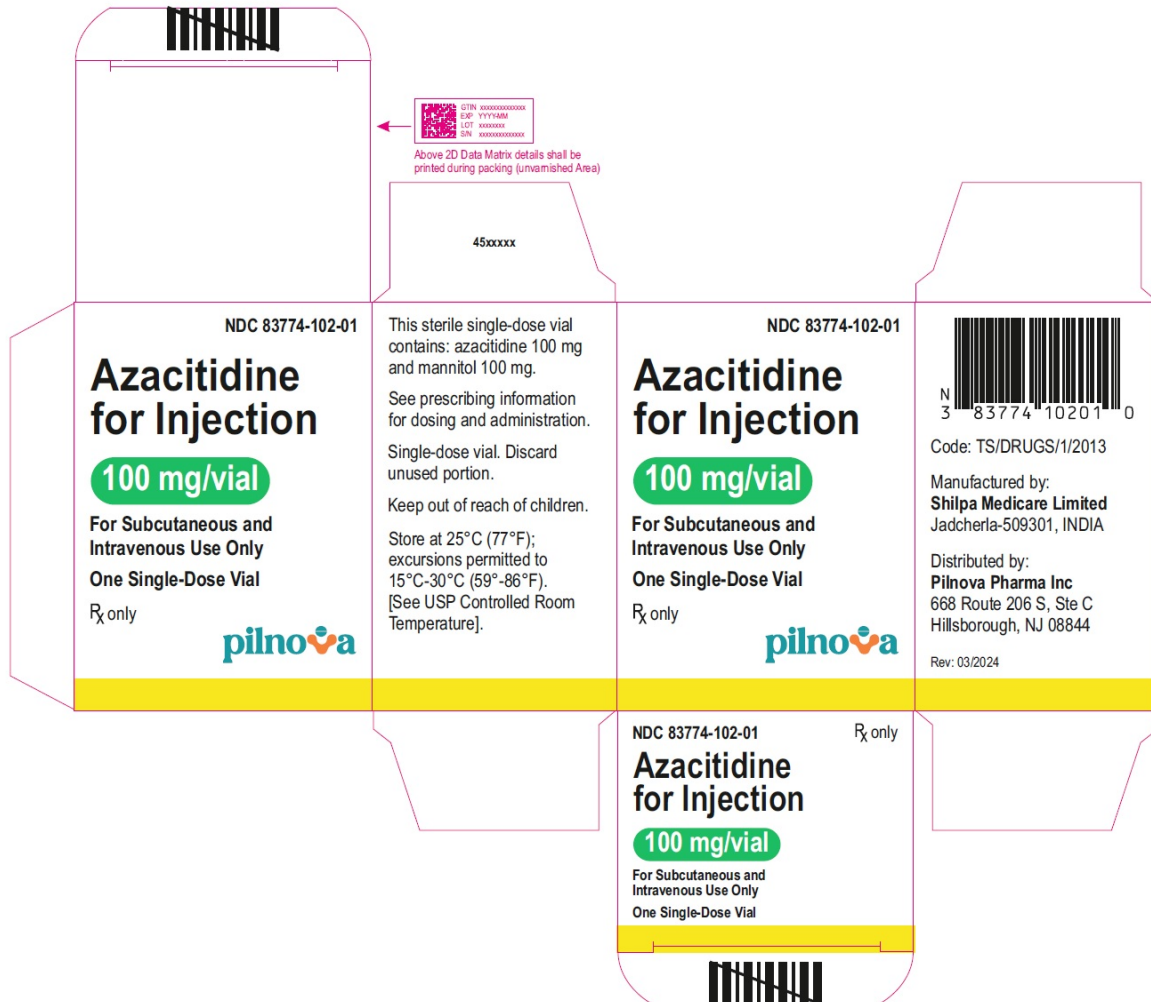 GTIN xxxxxxxxxxxxxx
EXP YYYY-MM
LOT xxxxxxxx
S/N xxxxxxxxxxxxxx
Above 2D Data Matrix details shall be
printed during packing (unvarnished Area)
45xxxxx
NDC 83774-102-01
Azacitidine
for Injection
100 mg/vial
For Subcutaneous and
Intravenous Use Only
One Single-Dose Vial
Rx only
pilnova
This sterile single-dose vial
contains: azacitidine 100 mg
and mannitol 100 mg.
See prescribing information
for dosing and administration.
Single-dose vial. Discard
unused portion.
Keep out of reach of children.
Store at 25°C (77°F);
excursions permitted to
15°C-30°C (59°-86°F).
[See USP Controlled Room
Temperature].
NDC 83774-102-01
Azacitidine
for Injection
100 mg/vial
For Subcutaneous and
Intravenous Use Only
One Single-Dose Vial
Rx only
pilnova
N
3 83774 10201 0
Code: TS/DRUGS/1/2013
Manufactured by:
Shilpa Medicare Limited
Jadcherla-509301, INDIA
Distributed by:
Pilnova Pharma Inc
668 Route 206 S, Ste C
Hillsborough, NJ 08844
Rev: 03/2024
NDC 83774-102-01 Rx only
Azacitidine
for Injection
100 mg/vial
For Subcutaneous and
Intravenous Use Only
One Single-Dose Vial